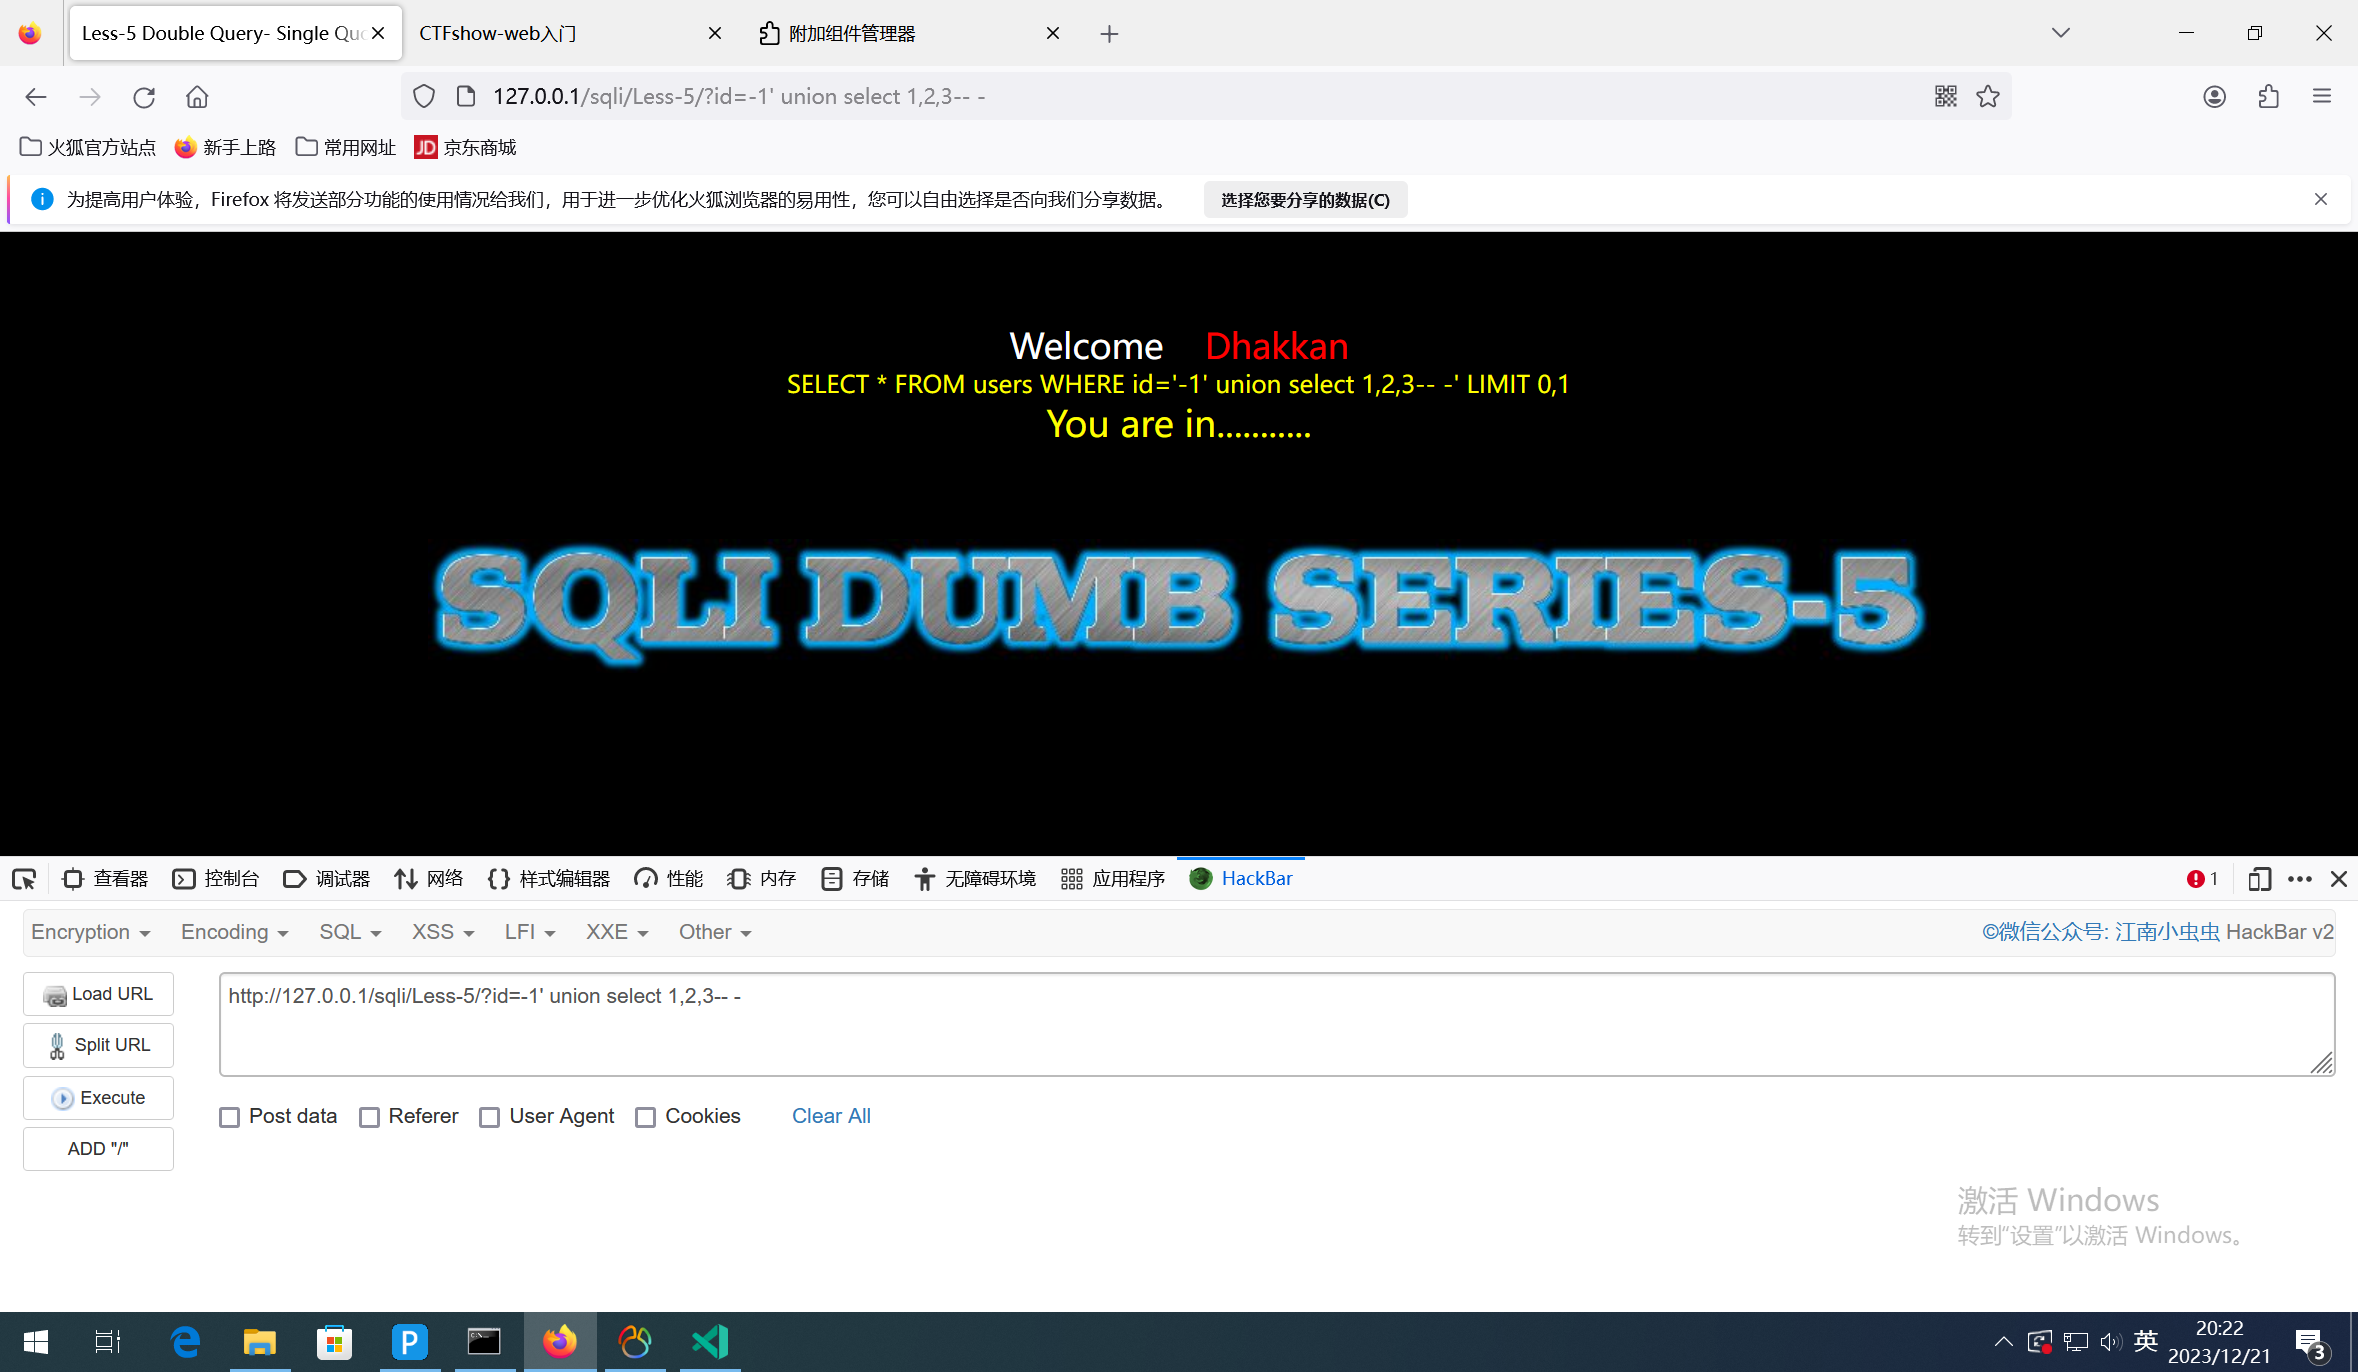 Less-5 Double Query- Single Quo
CTFshow-web入门
附加组件管理器
127.0.0.1/sqli/Less-5/?id=-1' union select 1,2,3-- -
火狐官方站点 新手上路 常用网址 JD 京东商城
为提高用户体验，Firefox 将发送部分功能的使用情况给我们，用于进一步优化火狐浏览器的易用性，您可以自由选择是否向我们分享数据。 选择您要分享的数据(C)
Welcome Dhakkan
SELECT * FROM users WHERE id='-1' union select 1,2,3-- -' LIMIT 0,1
You are in...........
SQLI DUMB SERIES-5
查看器 控制台 调试器 网络 样式编辑器 性能 内存 存储 无障碍环境 应用程序 HackBar 1
Encryption Encoding SQL XSS LFI XXE Other ©微信公众号: 江南小虫虫 HackBar v2
Load URL
http://127.0.0.1/sqli/Less-5/?id=-1' union select 1,2,3-- -
Split URL
Execute
Post data Referer User Agent Cookies Clear All
ADD "/"
激活 Windows
转到"设置"以激活 Windows。
英
20:22
2023/12/21
3